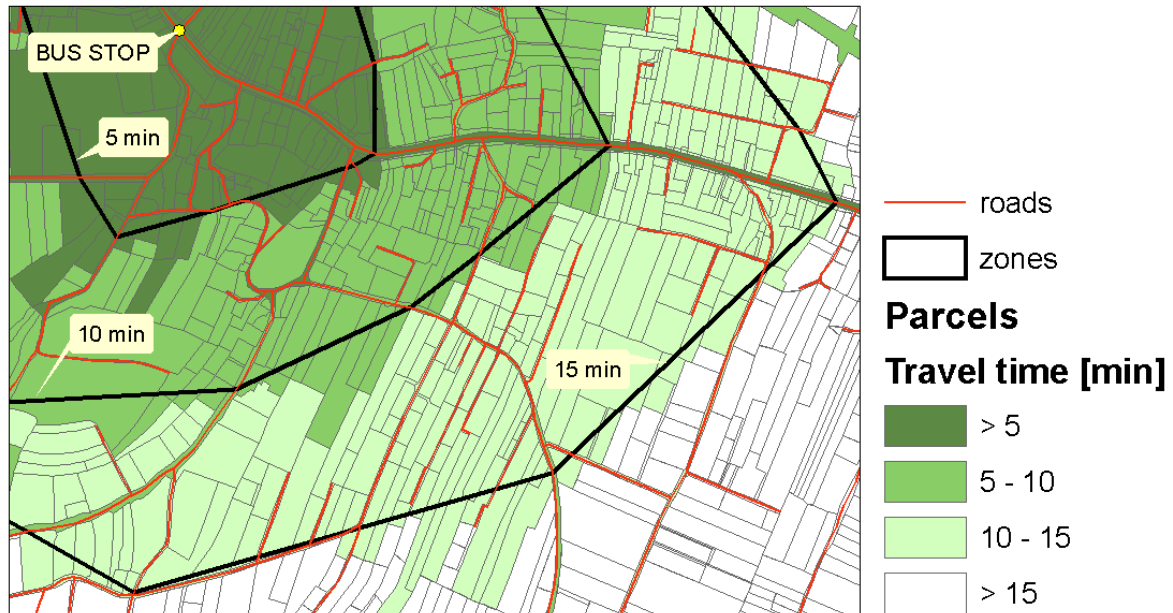 BUS STOP
5 min
10 min
15 min
roads
zones
Parcels
Travel time [min]
> 5
5 - 10
10 - 15
> 15